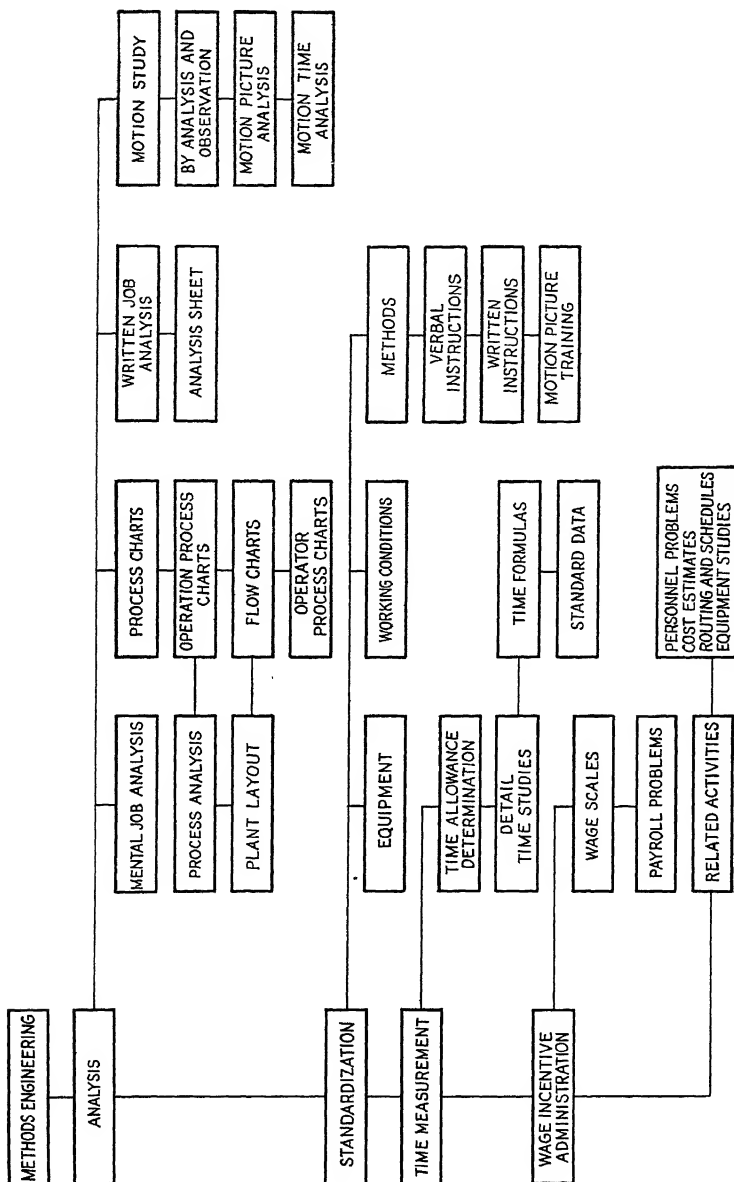 METHODS ENGINEERING
ANALYSIS
MENTAL JOB ANALYSIS
PROCESS ANALYSIS
PLANT LAYOUT
PROCESS CHARTS
OPERATION PROCESS
CHARTS
FLOW CHARTS
OPERATOR
PROCESS CHARTS
WRITTEN JOB
ANALYSIS
ANALYSIS SHEET
MOTION STUDY
BY ANALYSIS AND
OBSERVATION
MOTION PICTURE
ANALYSIS
MOTION TIME
ANALYSIS
STANDARDIZATION
EQUIPMENT
WORKING CONDITIONS
METHODS
VERBAL
INSTRUCTIONS
WRITTEN
INSTRUCTIONS
MOTION PICTURE
TRAINING
TIME MEASUREMENT
TIME ALLOWANCE
DETERMINATION
DETAIL
TIME STUDIES
TIME FORMULAS
STANDARD DATA
WAGE INCENTIVE
ADMINISTRATION
WAGE SCALES
PAYROLL PROBLEMS
RELATED ACTIVITIES
PERSONNEL PROBLEMS
COST ESTIMATES
ROUTING AND SCHEDULES
EQUIPMENT STUDIES